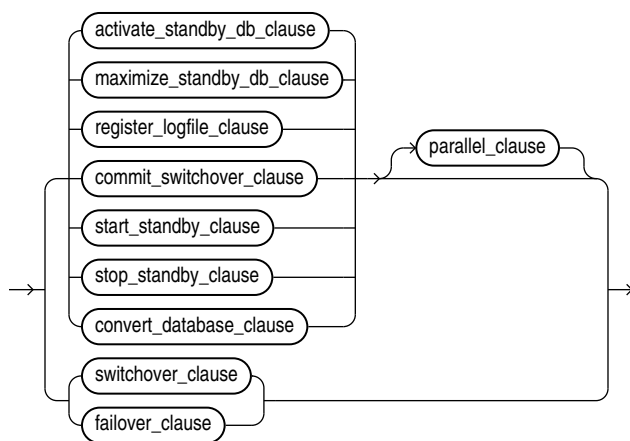 activate_standby_db_clause
maximize_standby_db_clause
register_logfile_clause
parallel_clause
commit_switchover_clause
start_standby_clause
stop_standby_clause
convert_database_clause
switchover_clause
failover_clause